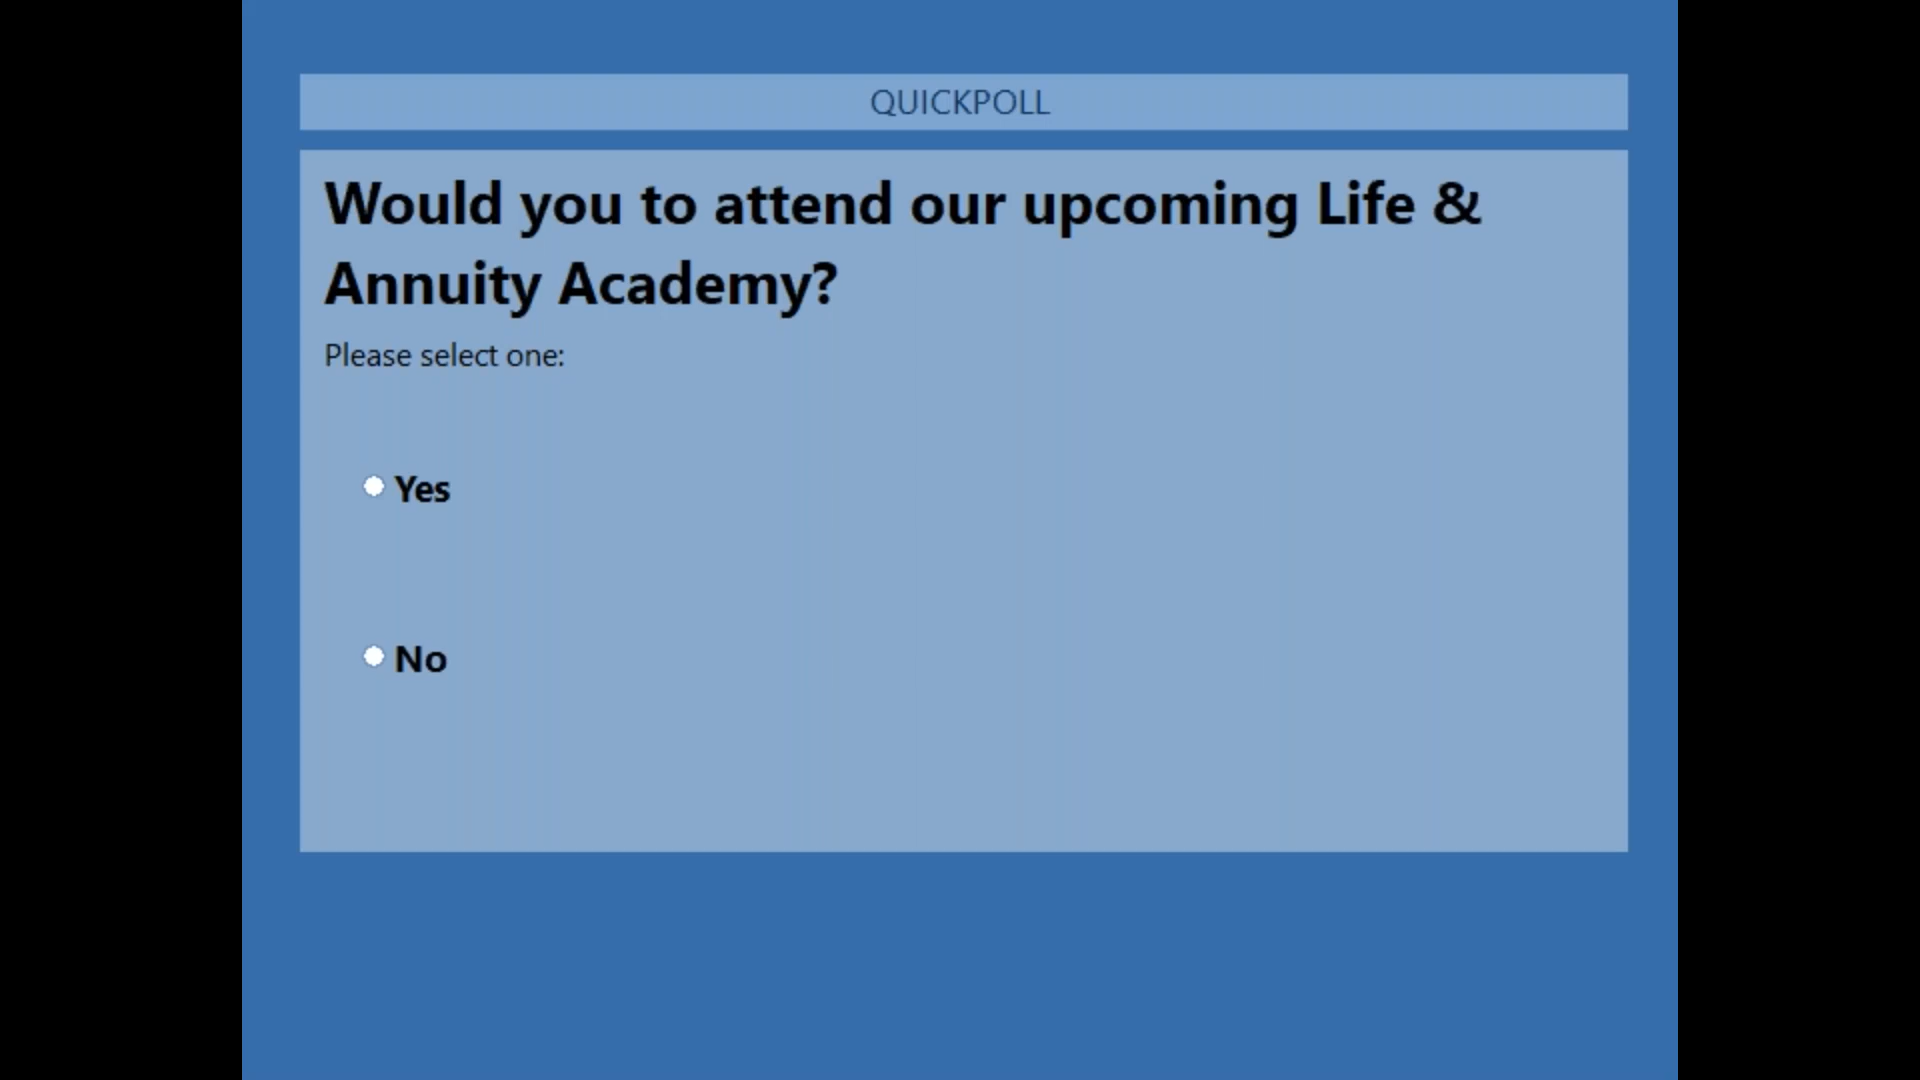 QUICKPOLL
Would you to attend our upcoming Life &
Annuity Academy?
Please select one:
Yes
No